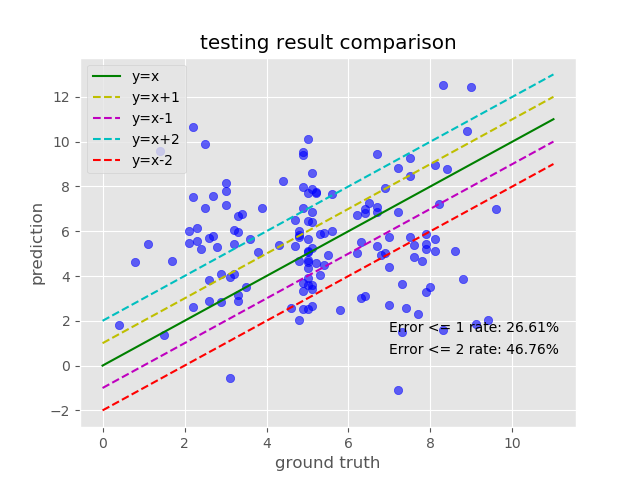 testing result comparison
y=x
y=x+1
y=x-1
y=x+2
y=x-2
12
10
8
6
4
2
0
−2
prediction
Error <= 1 rate: 26.61%
Error <= 2 rate: 46.76%
0
2
4
6
8
10
ground truth